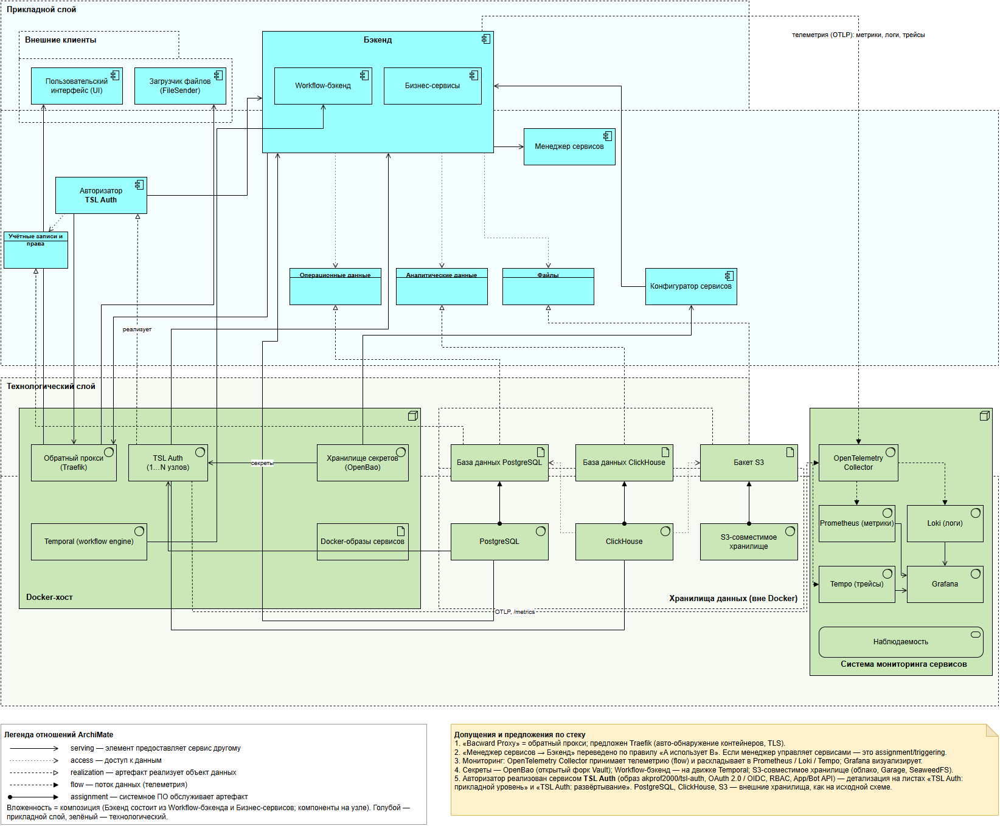 Прикладной слой
Внешние клиенты
Пользовательский
интерфейс (UI)
Загрузчик файлов
(FileSender)
Бэкенд
Workflow-бэкенд
Бизнес-сервисы
телеметрия (OTLP): метрики, логи, трейсы
Менеджер сервисов
Авторизатор
TSL Auth
Учётные записи и
права
Операционные данные
Аналитические данные
Файлы
Конфигуратор сервисов
реализует
Технологический слой
Обратный прокси
(Traefik)
TSL Auth
(1...N узлов)
секреты
Хранилище секретов
(OpenBao)
База данных PostgreSQL
База данных ClickHouse
Бакет S3
OpenTelemetry
Collector
Temporal (workflow engine)
Docker-образы сервисов
PostgreSQL
ClickHouse
S3-совместимое
хранилище
Prometheus (метрики)
Loki (логи)
Tempo (трейсы)
Grafana
Docker-хост
Хранилища данных (вне Docker)
OTLP, /metrics
Наблюдаемость
Система мониторинга сервисов
Легенда отношений ArchiMate
serving — элемент предоставляет сервис другому
access — доступ к данным
realization — артефакт реализует объект данных
flow — поток данных (телеметрия)
assignment — системное ПО обслуживает артефакт
Вложенность = композиция (Бэкенд состоит из Workflow-бэкенда и Бизнес-сервисов; компоненты на узле). Голубой —
прикладной слой, зелёный — технологический.
Допущения и предложения по стеку
1. «Bacward Proxy» = обратный прокси; предложен Traefik (авто-обнаружение контейнеров, TLS).
2. «Менеджер сервисов → Бэкенд» переведено по правилу «A использует B». Если менеджер управляет сервисами — это assignment/triggering.
3. Мониторинг: OpenTelemetry Collector принимает телеметрию (flow) и раскладывает в Prometheus / Loki / Tempo; Grafana визуализирует.
4. Секреты — OpenBao (открытый форк Vault); Workflow-бэкенд — на движке Temporal; S3-совместимое хранилище (облако, Garage, SeaweedFS).
5. Авторизатор реализован сервисом TSL Auth (образ akprof2000/tsl-auth, OAuth 2.0 / OIDC, RBAC, App/Bot API) — детализация на листах «TSL Auth:
прикладной уровень» и «TSL Auth: развёртывание». PostgreSQL, ClickHouse, S3 — внешние хранилища, как на исходной схеме.